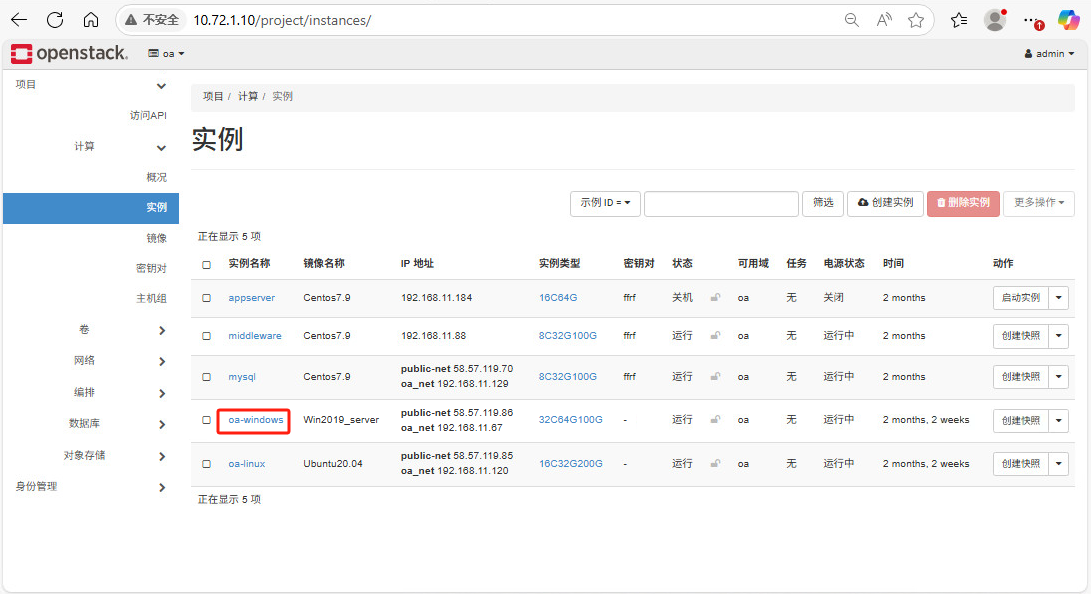 不安全 10.72.1.10/project/instances/
openstack. oa admin
项目
访问API
计算
概况
实例
镜像
密钥对
主机组
卷
网络
编排
数据库
对象存储
身份管理
项目 / 计算 / 实例
实例
示例 ID = 筛选 创建实例 删除实例 更多操作
正在显示 5 项
实例名称 镜像名称 IP 地址 实例类型 密钥对 状态 可用域 任务 电源状态 时间 动作
appserver Centos7.9 192.168.11.184 16C64G ffrf 关机 oa 无 关闭 2 months 启动实例
middleware Centos7.9 192.168.11.88 8C32G100G ffrf 运行 oa 无 运行中 2 months 创建快照
public-net 58.57.119.70
mysql Centos7.9 8C32G100G ffrf 运行 oa 无 运行中 2 months 创建快照
oa_net 192.168.11.129
public-net 58.57.119.86
oa-windows Win2019_server 32C64G100G - 运行 oa 无 运行中 2 months, 2 weeks 创建快照
oa_net 192.168.11.67
public-net 58.57.119.85
oa-linux Ubuntu20.04 16C32G200G - 运行 oa 无 运行中 2 months, 2 weeks 创建快照
oa_net 192.168.11.120
正在显示 5 项